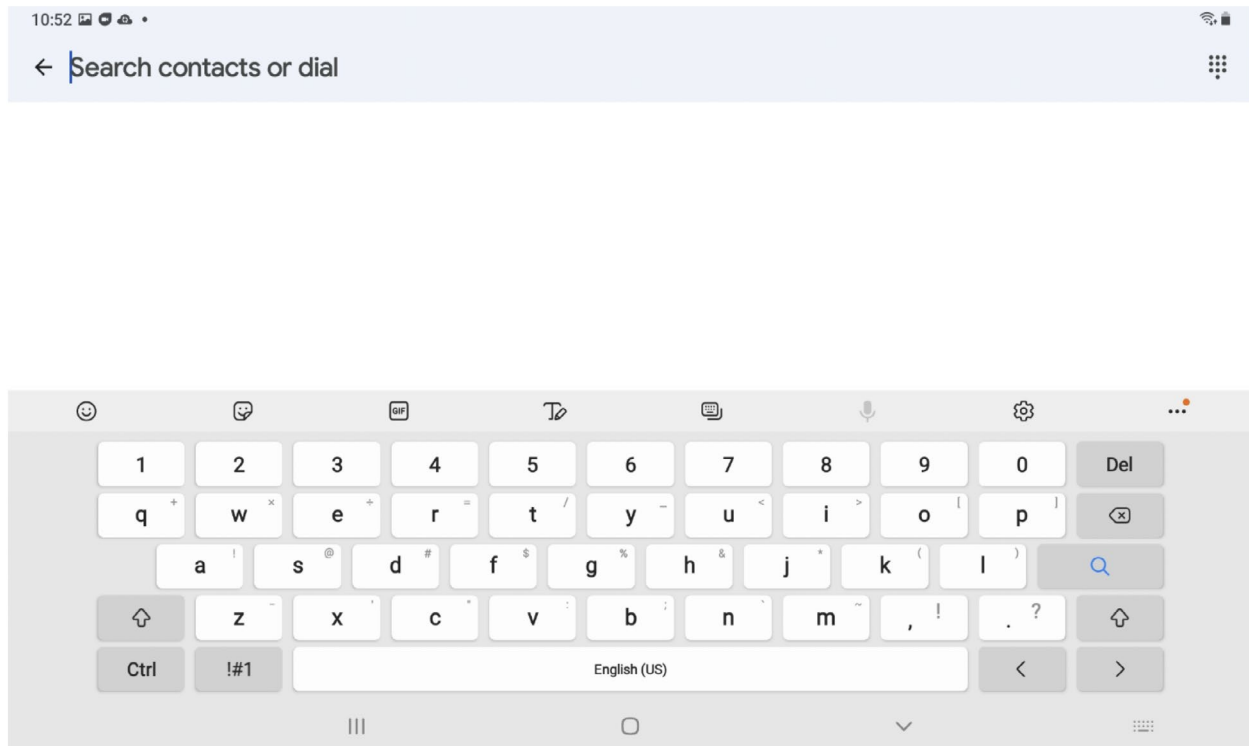 10:52
Search contacts or dial
GIF
1 2 3 4 5 6 7 8 9 0 Del
q + w × e ÷ r = t / y _ u < i > o [ p ]
a ! s @ d # f $ g % h & j * k ( l )
z - x ' c " v : b ; n ` m ~ , ! . ?
Ctrl !#1 English (US) < >